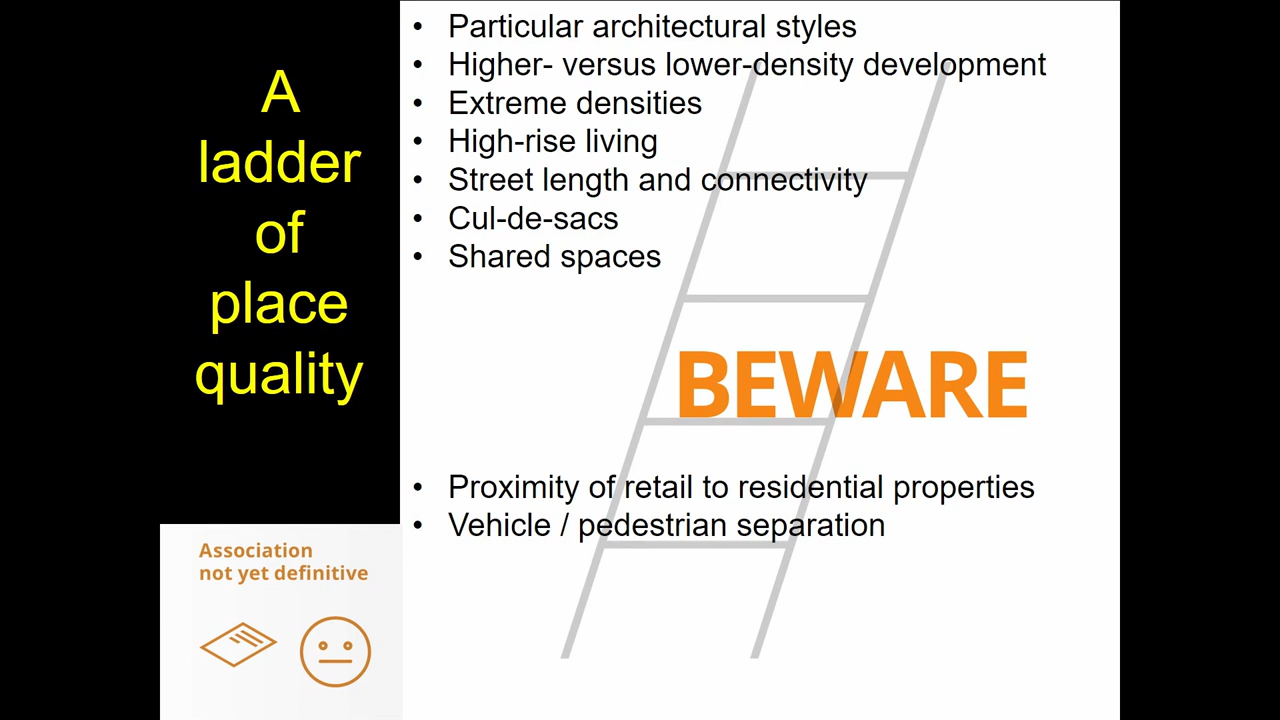 A
ladder
of
place
quality
• Particular architectural styles
• Higher- versus lower-density development
• Extreme densities
• High-rise living
• Street length and connectivity
• Cul-de-sacs
• Shared spaces
BEWARE
• Proximity of retail to residential properties
• Vehicle / pedestrian separation
Association
not yet definitive